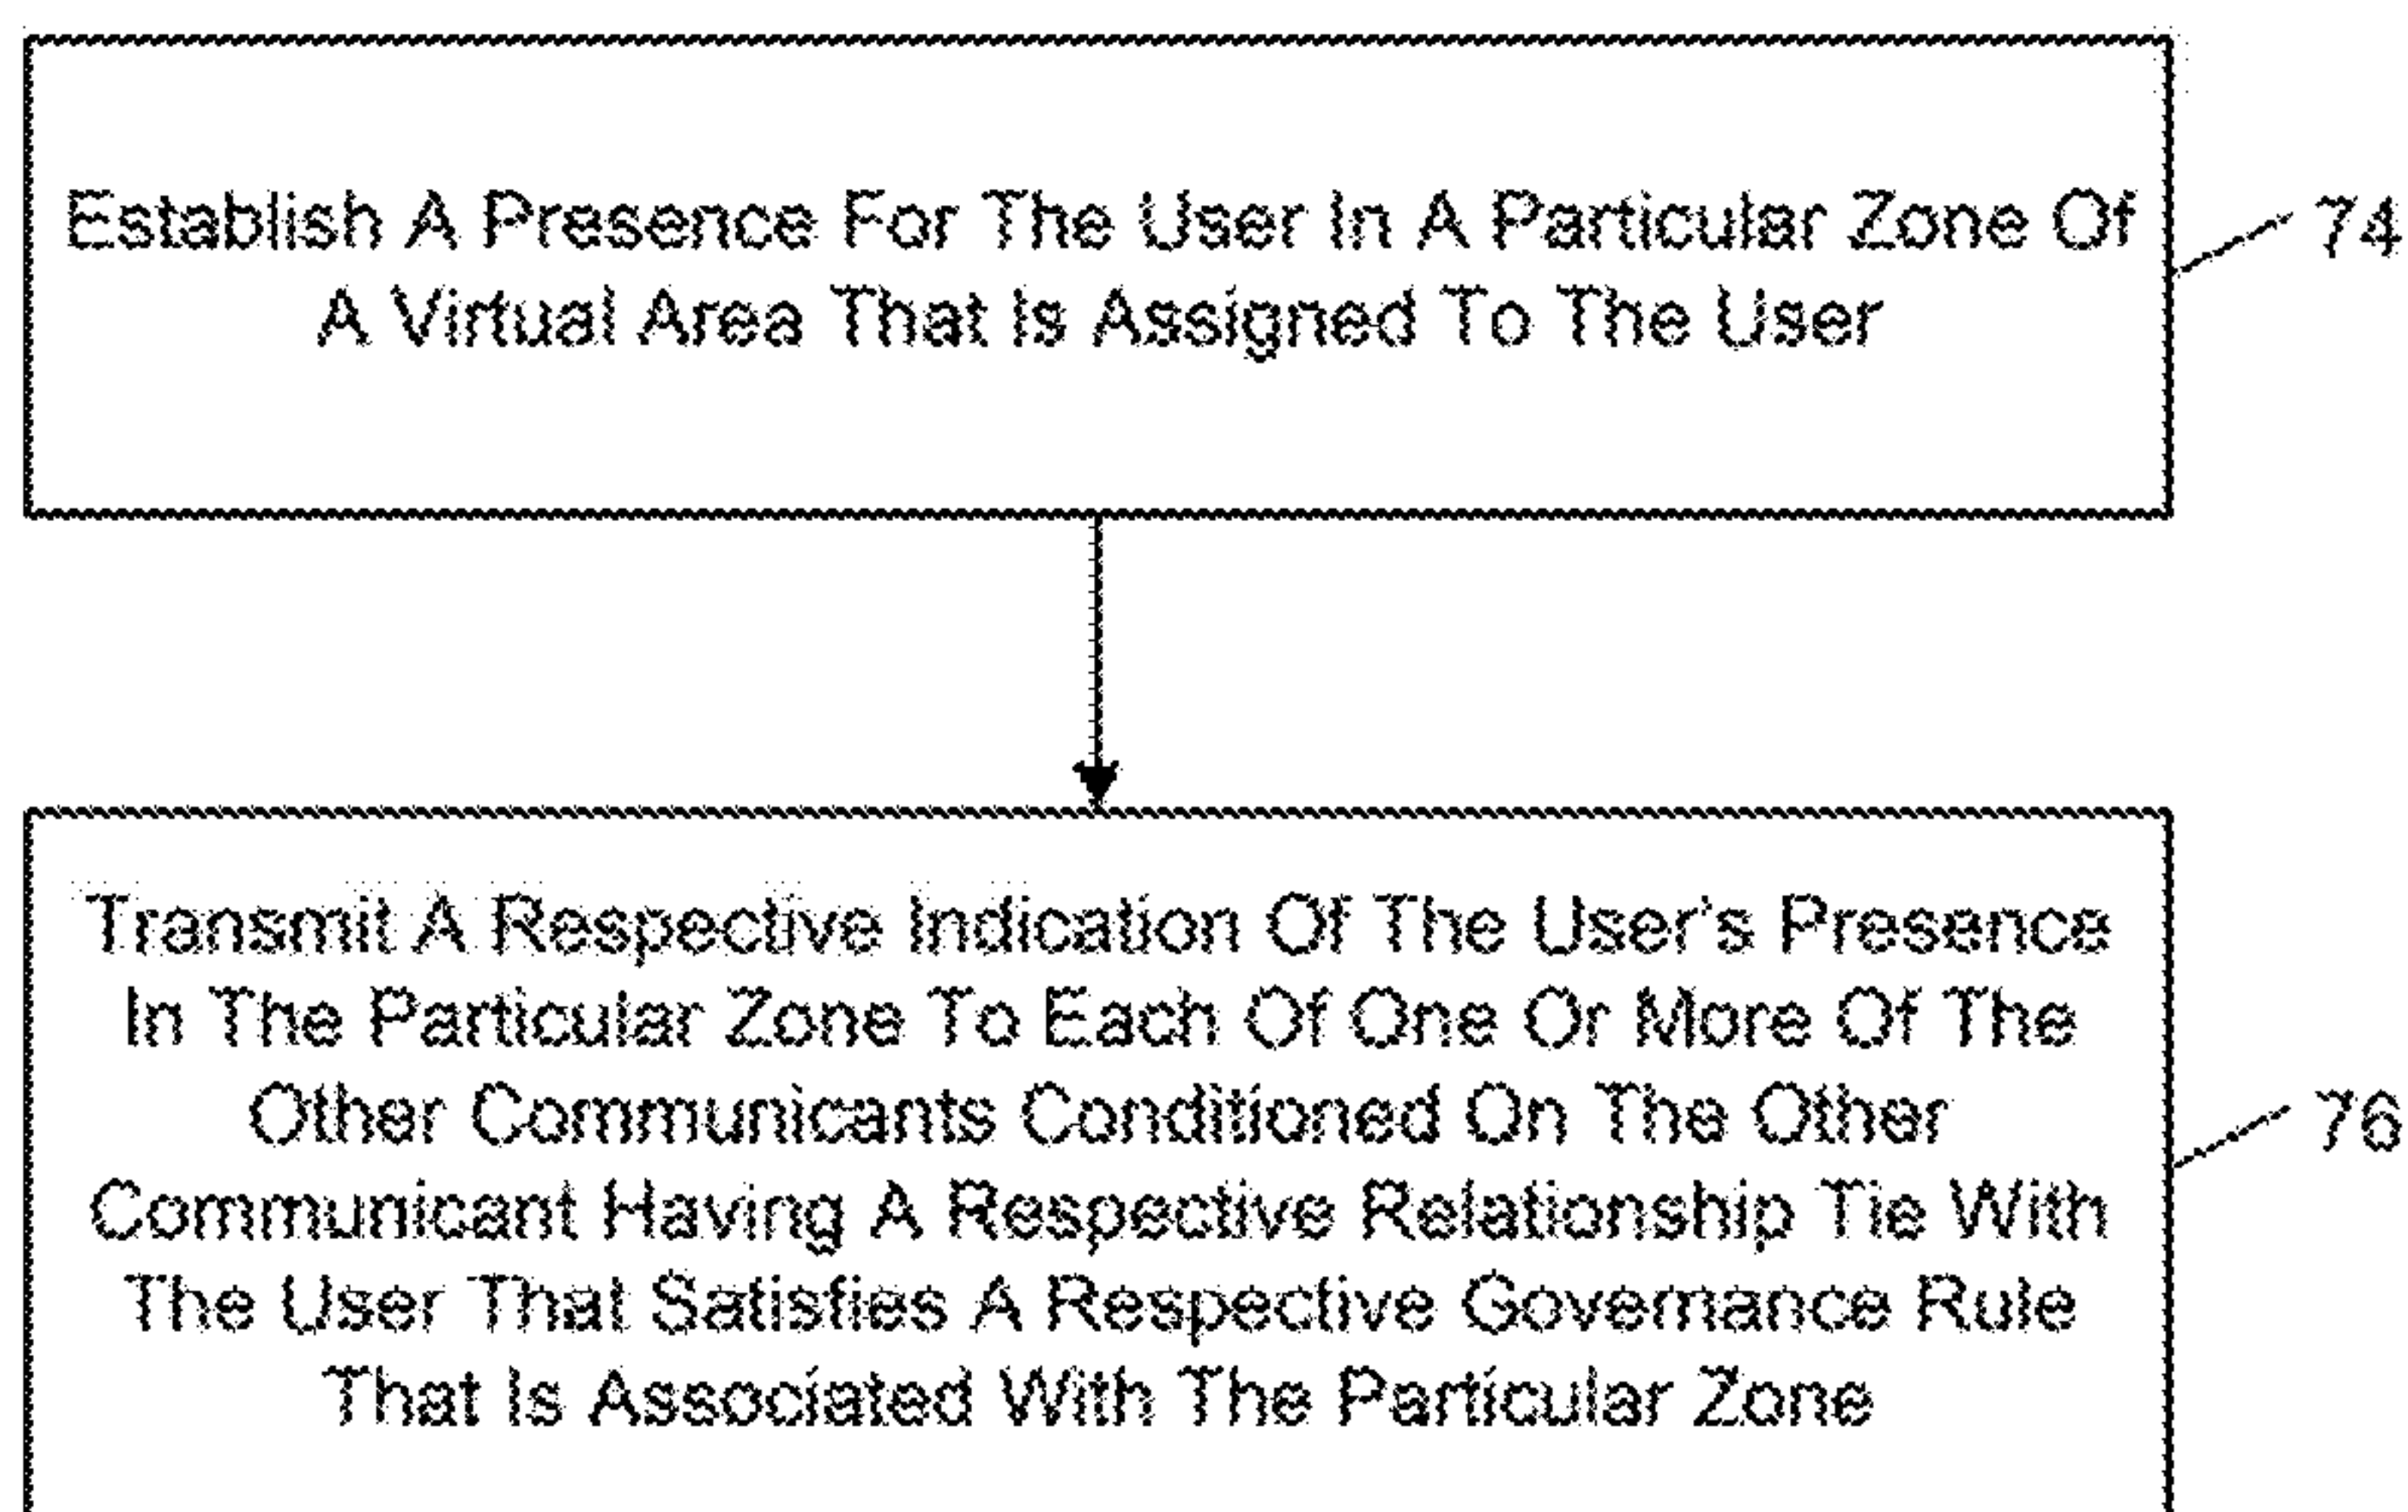 Establish A Presence For The User In A Particular Zone Of
A Virtual Area That Is Assigned To The User
74
Transmit A Respective Indication Of The User's Presence
In The Particular Zone To Each Of One Or More Of The
Other Communicants Conditioned On The Other
Communicant Having A Respective Relationship Tie With
The User That Satisfies A Respective Governance Rule
That Is Associated With The Particular Zone
76